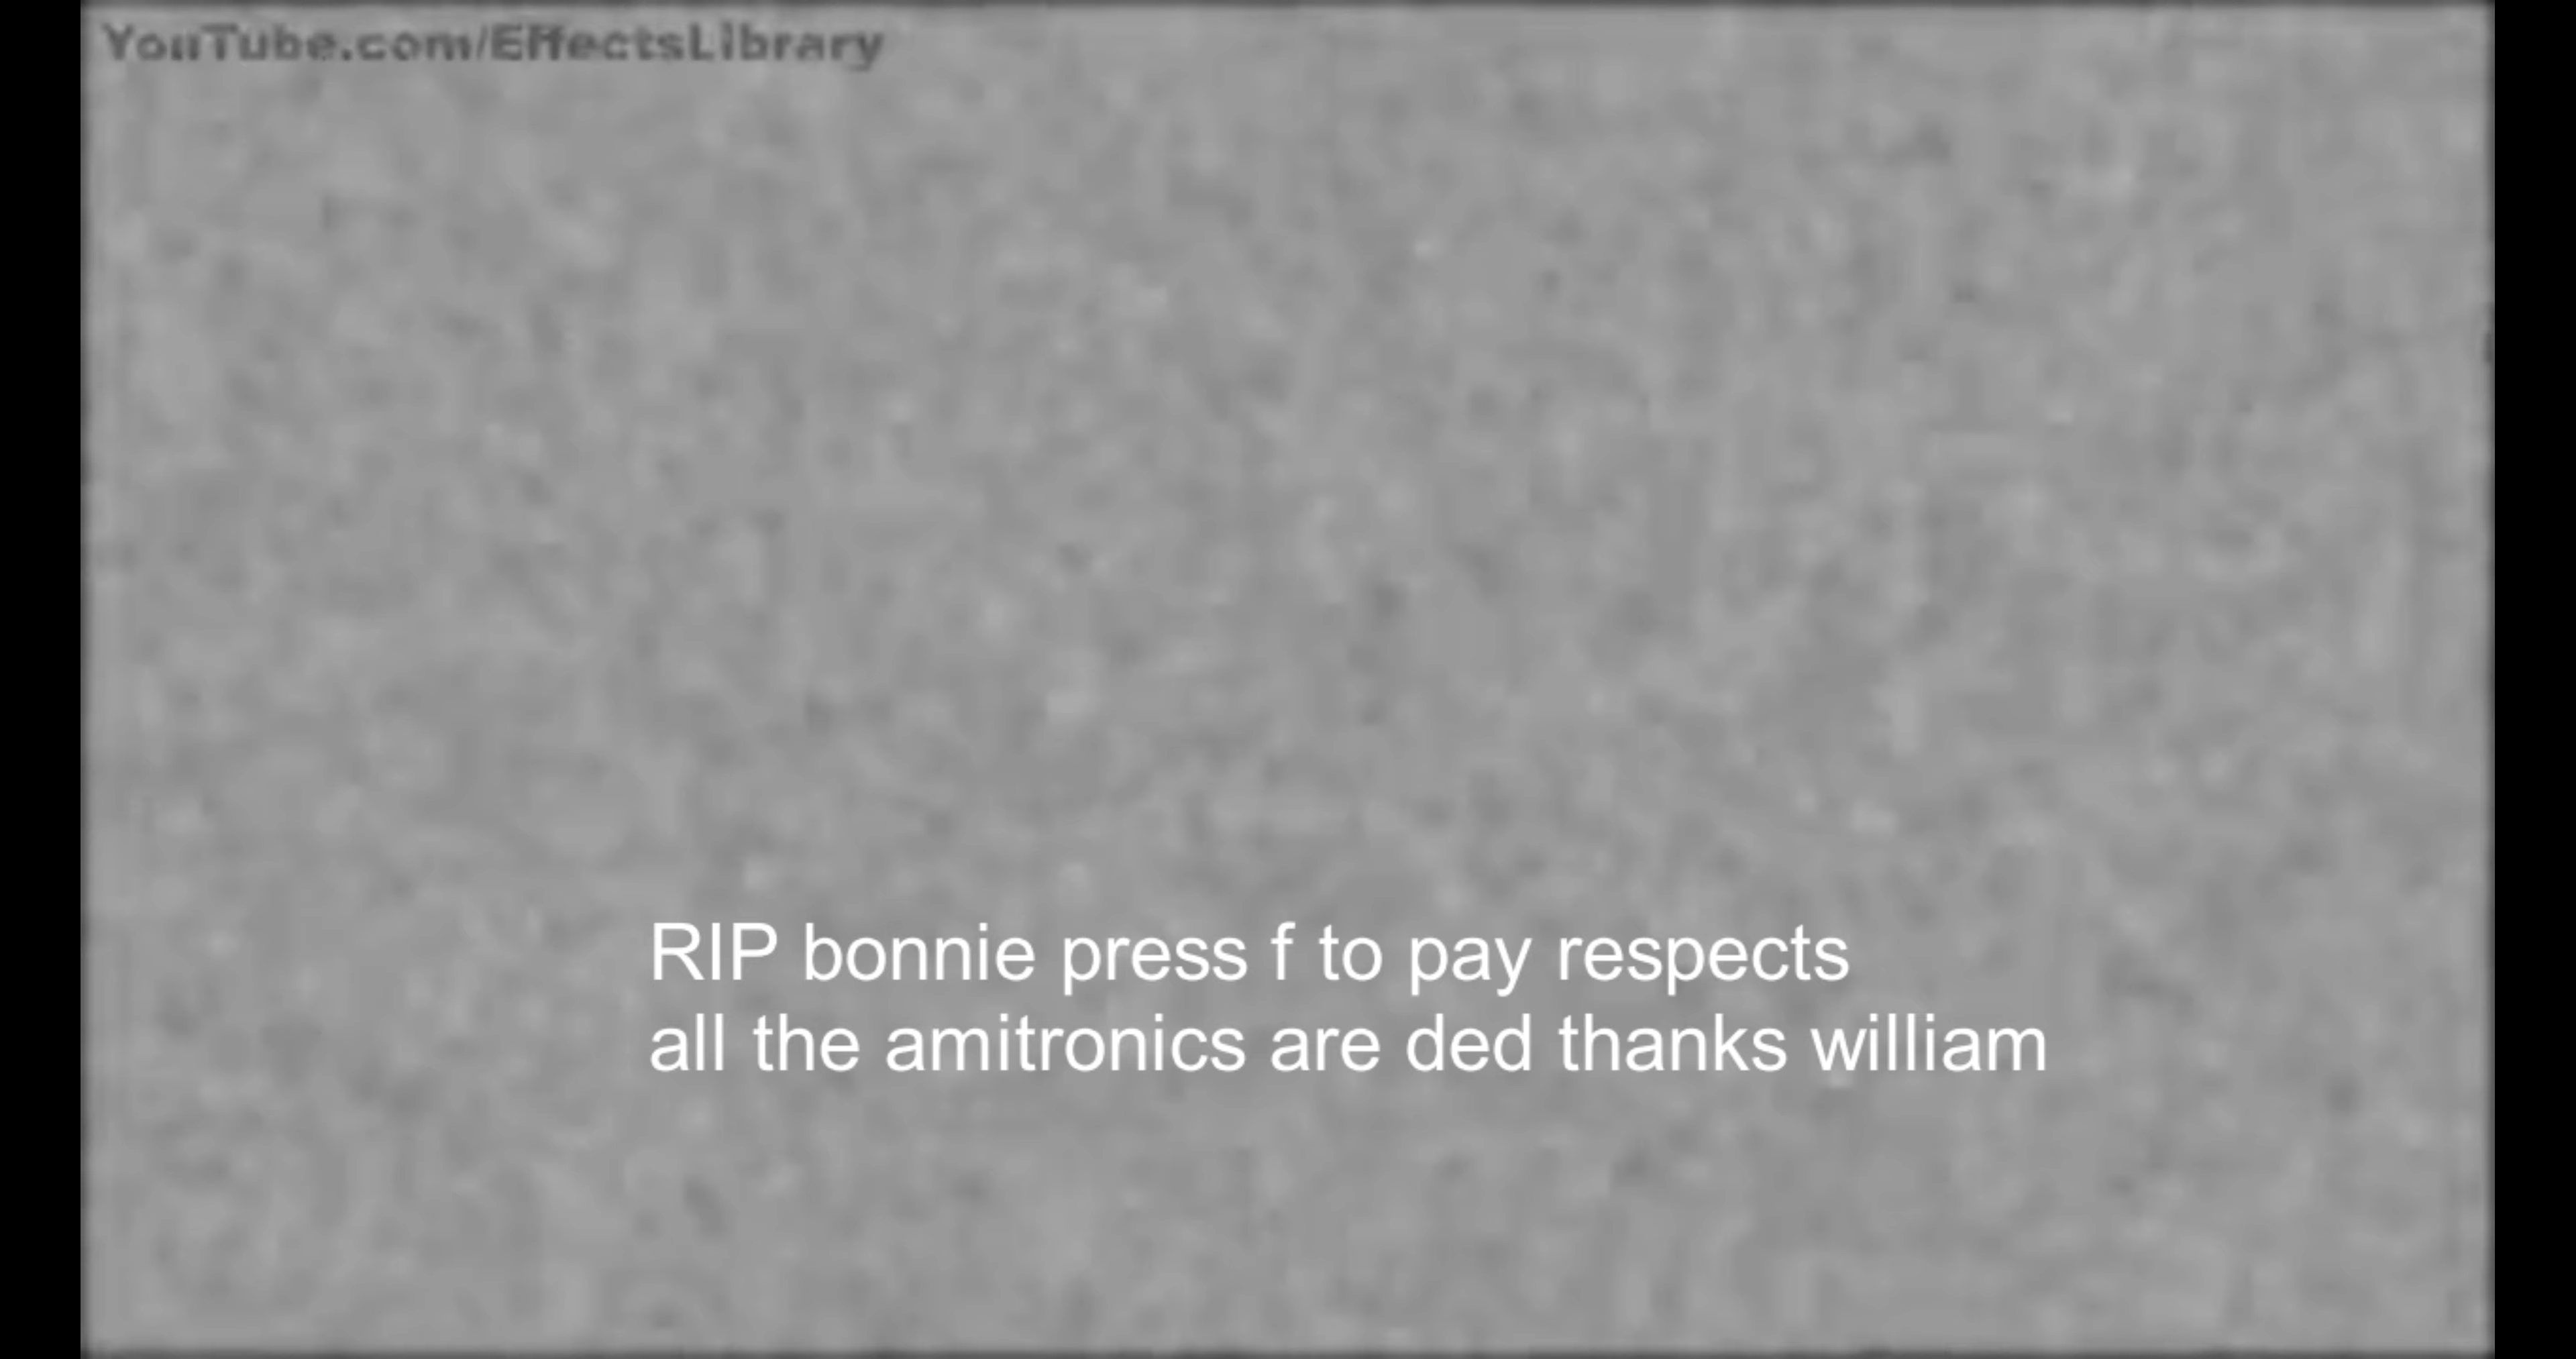 YouTube.com/EffectsLibrary
RIP bonnie press f to pay respects
all the amitronics are ded thanks william